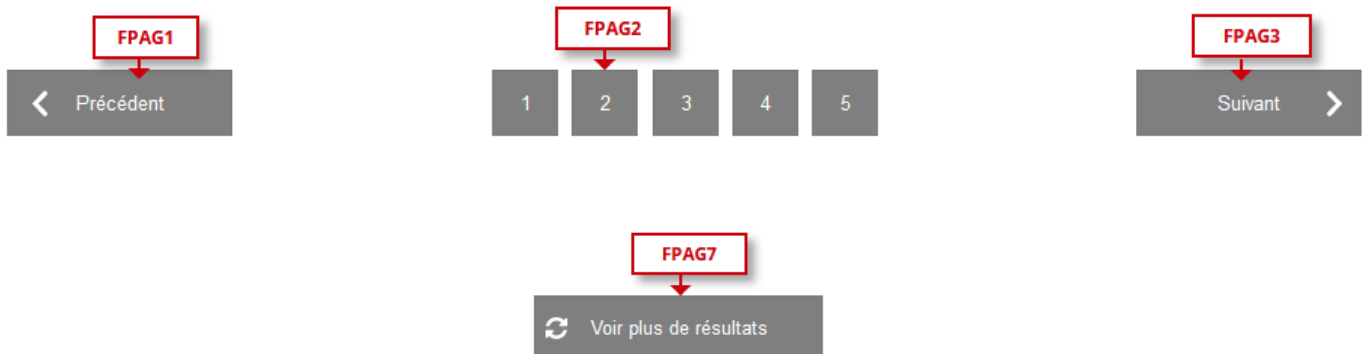 FPAG1
FPAG2
FPAG3
Précédent
1 2 3 4 5
Suivant
FPAG7
Voir plus de résultats